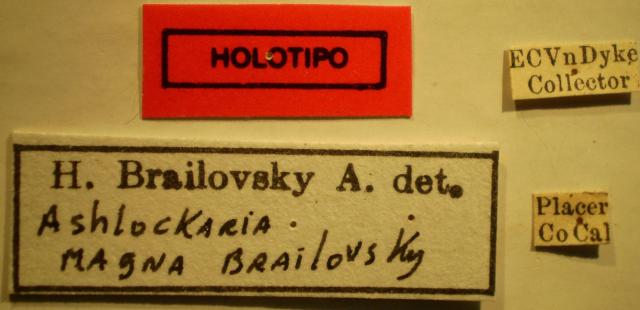 HOLOTIPO
ECVnDyke
Collector
H. Brailovsky A. det.
Ashlockaria
magna Brailovsky
Placer
Co Cal